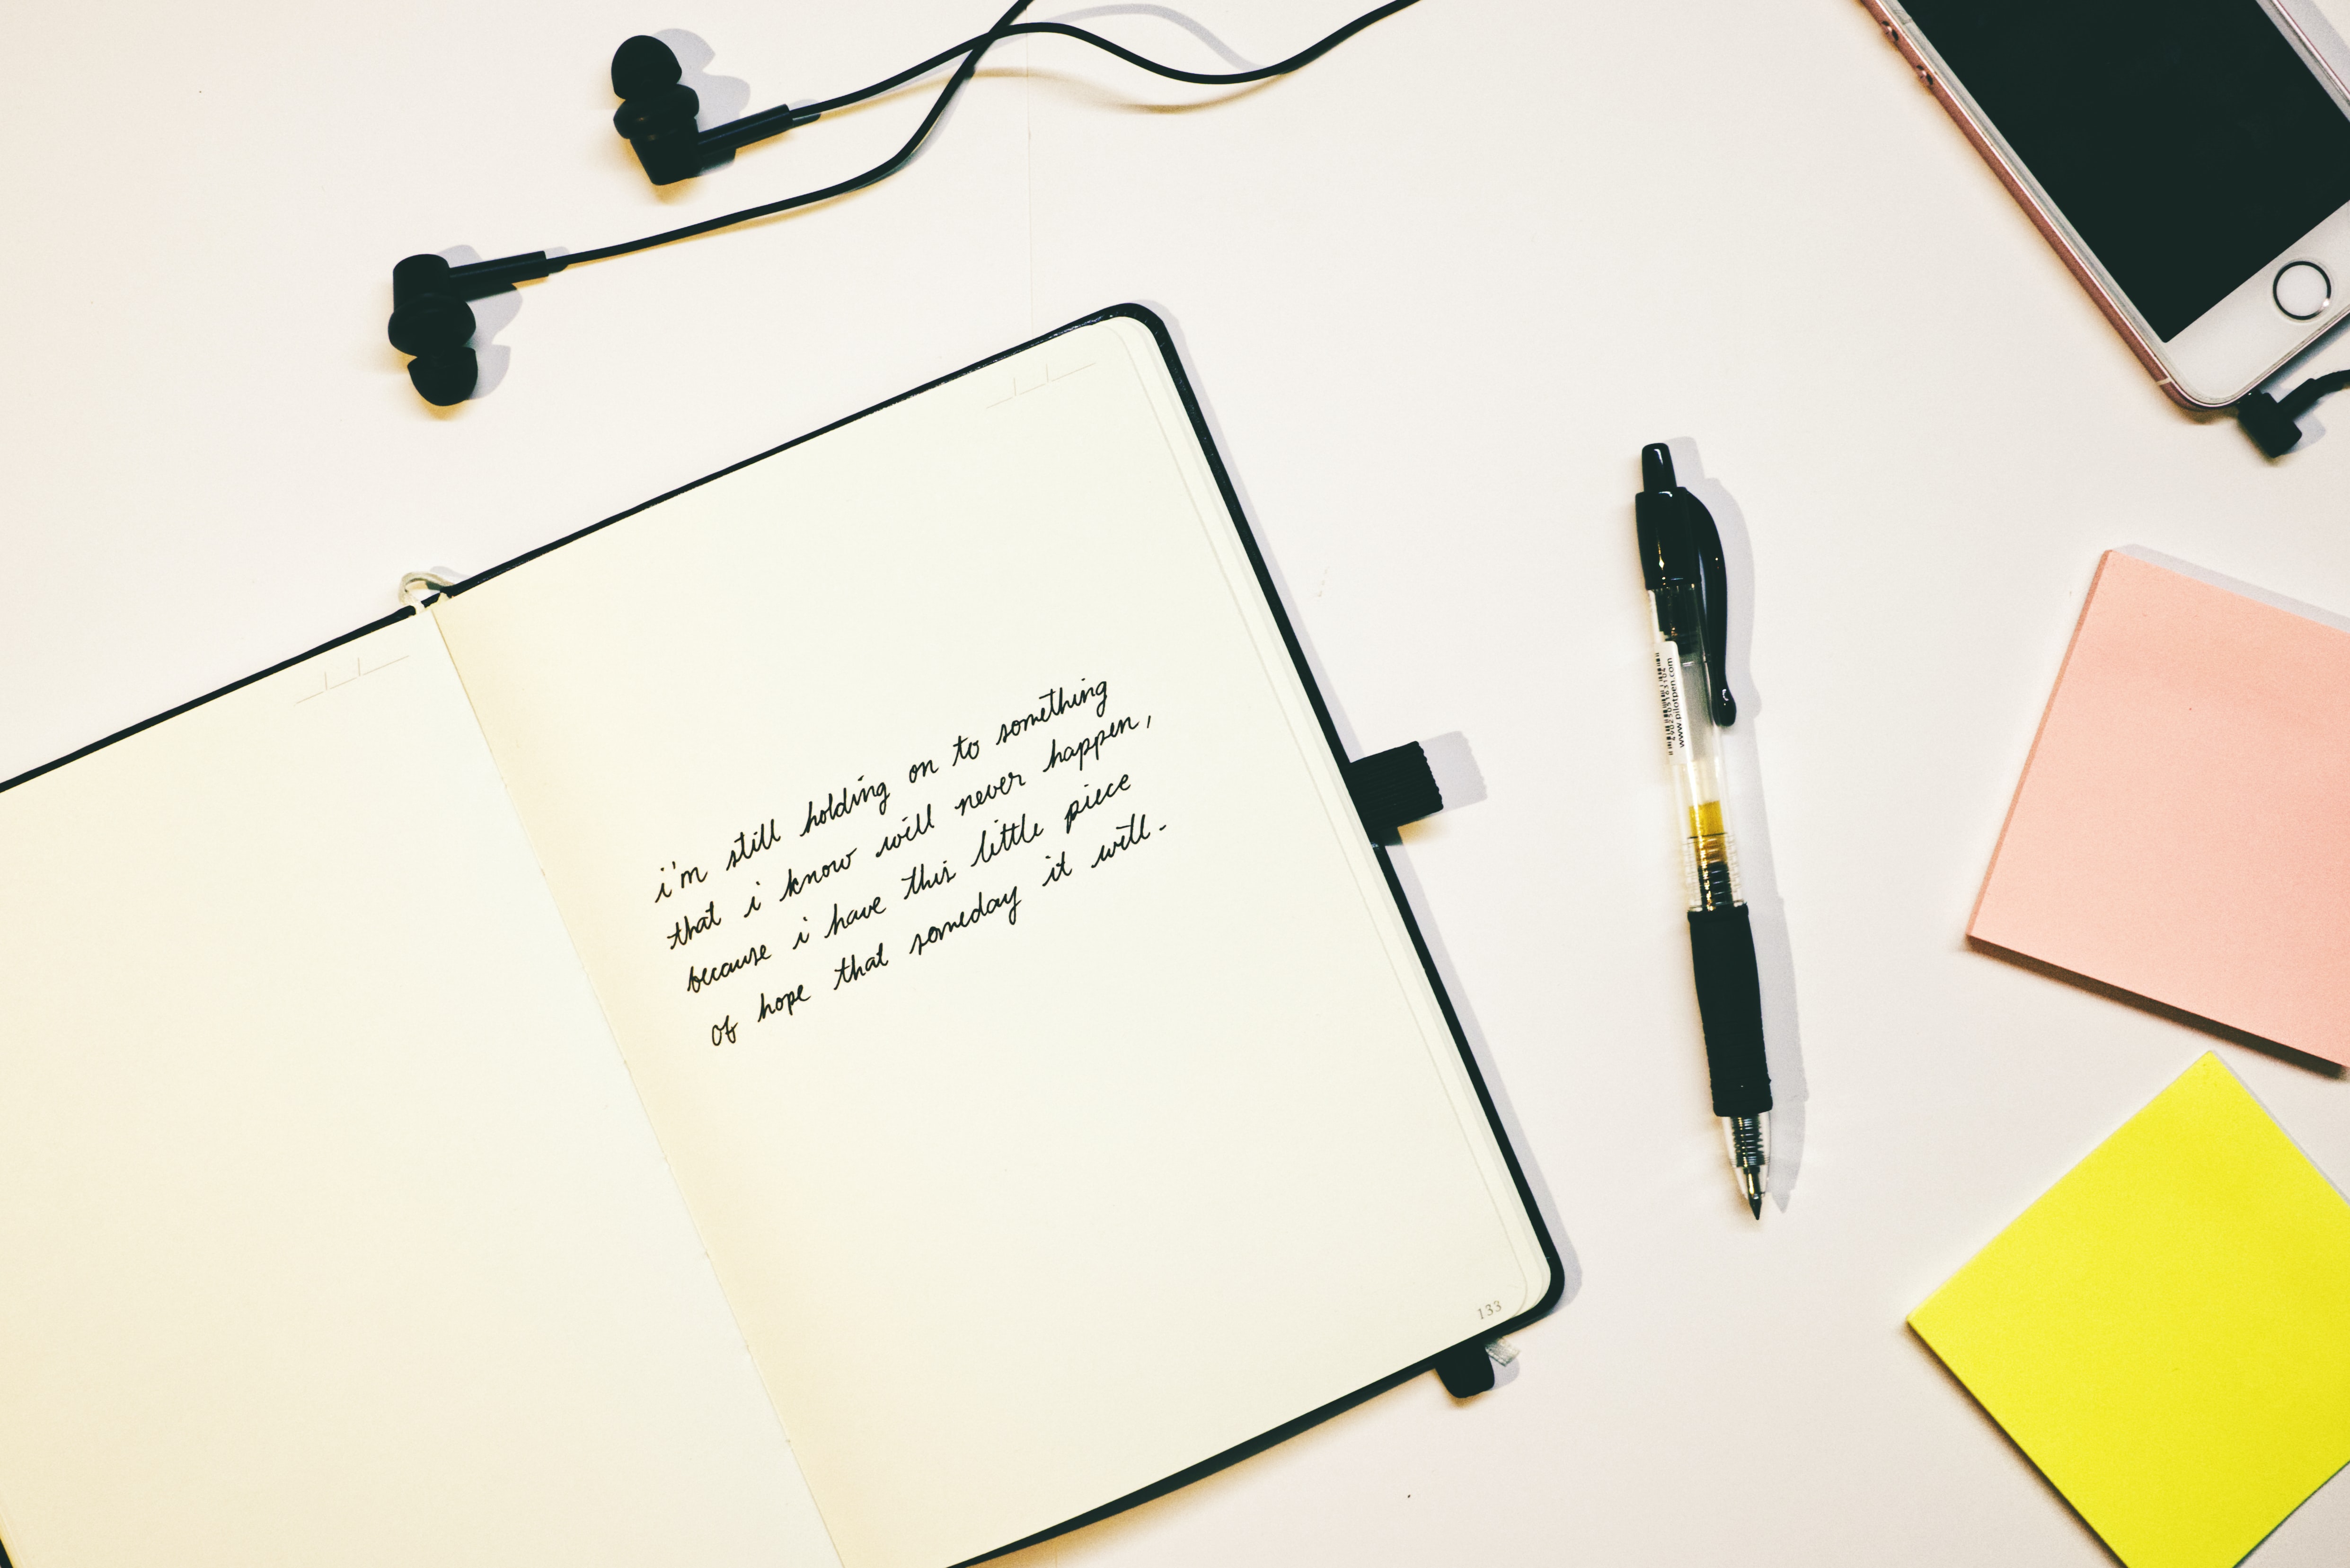 i'm still holding on to something
that i know will never happen,
because i have this little piece
of hope that someday it will.
133
www.pilotpen.com